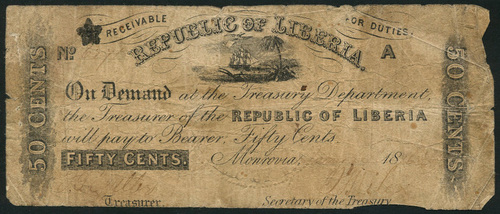 RECEIVABLE FOR DUTIES.
REPUBLIC OF LIBERIA.
No A
50 CENTS
50 CENTS
On Demand at the Treasury Department,
the Treasurer of the REPUBLIC OF LIBERIA
will pay to Bearer, Fifty Cents.
FIFTY CENTS. Monrovia, 18
Treasurer Secretary of the Treasury